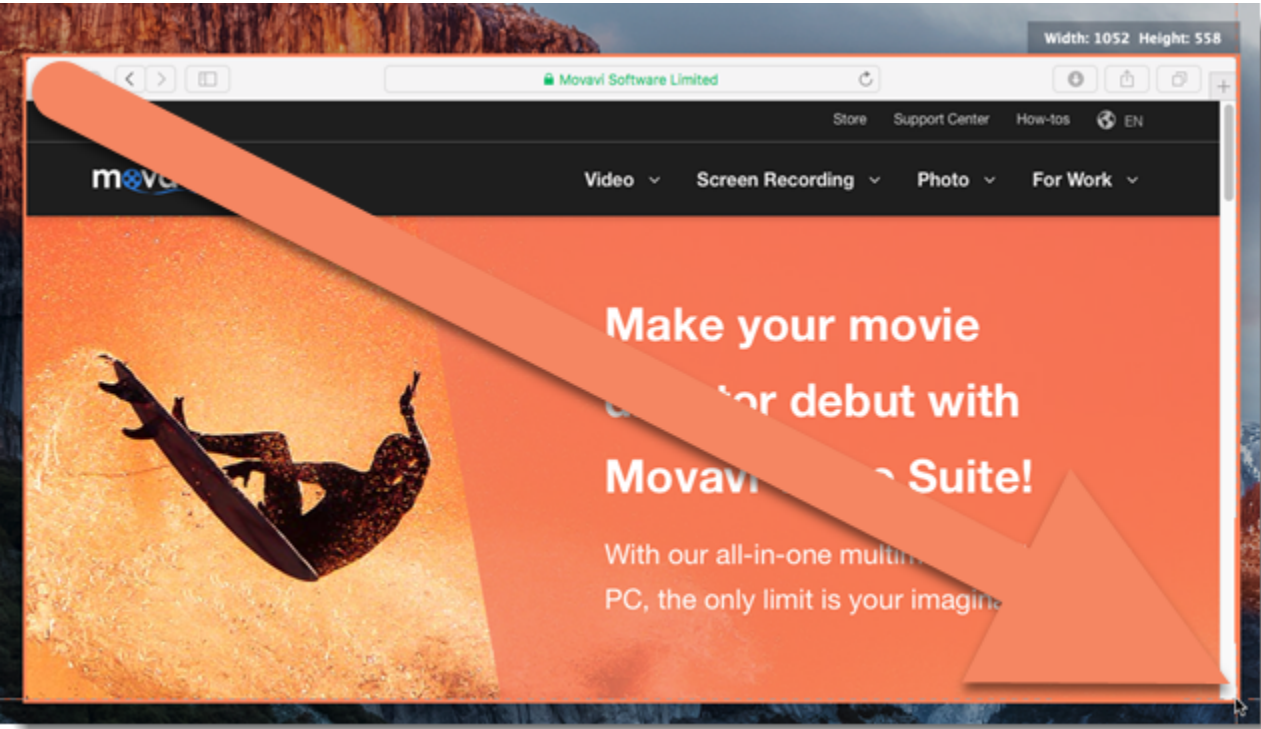 Width: 1052 Height: 558
Movavi Software Limited
Store Support Center How-tos EN
Video Screen Recording Photo For Work
Make your movie
debut with
Movavi Suite!
With our all-in-one
PC, the only limit is your